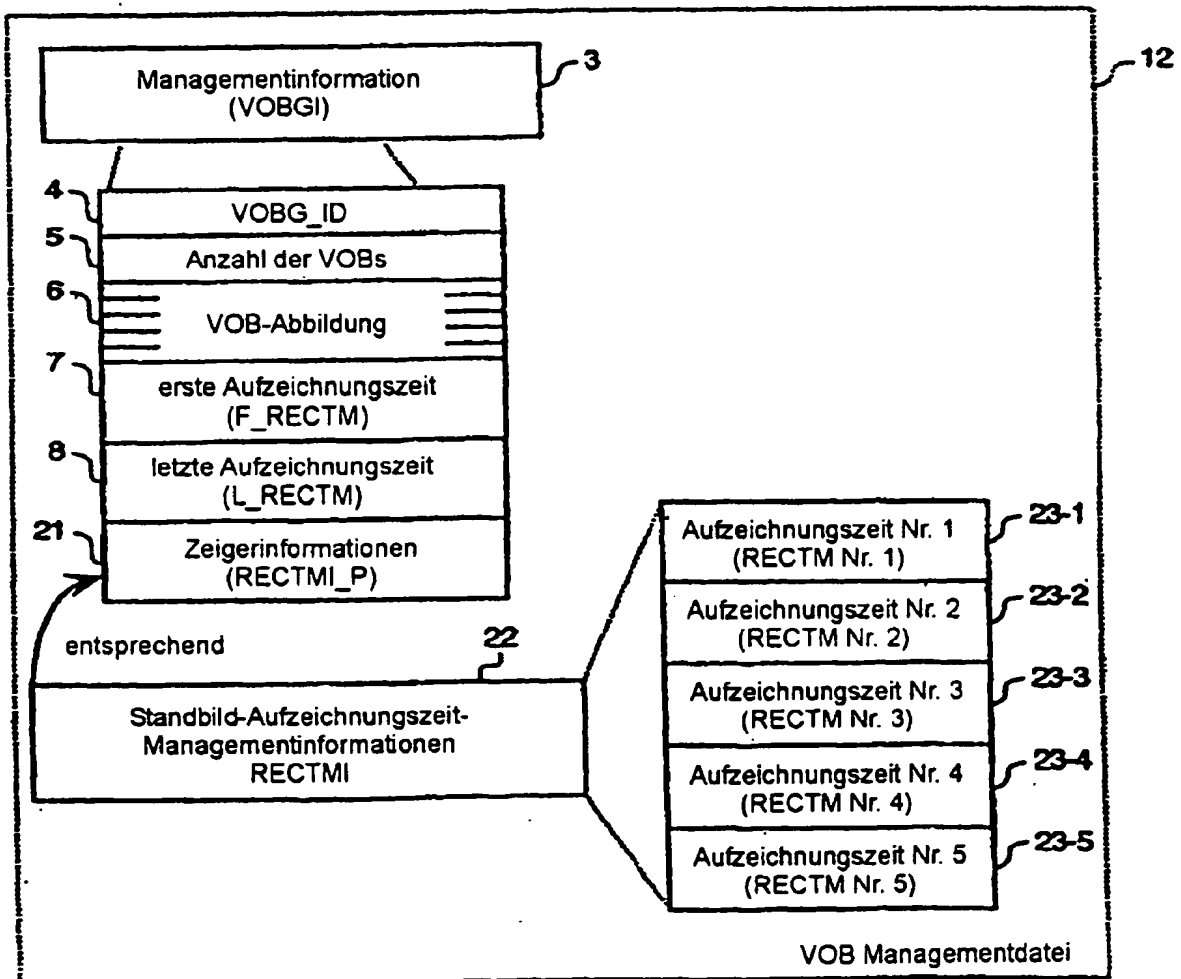 Managementinformation
(VOBGI)
3
12
4
VOBG_ID
5
Anzahl der VOBs
6
VOB-Abbildung
7
erste Aufzeichnungszeit
(F_RECTM)
8
letzte Aufzeichnungszeit
(L_RECTM)
21
Zeigerinformationen
(RECTMI_P)
entsprechend
22
Standbild-Aufzeichnungszeit-
Managementinformationen
RECTMI
Aufzeichnungszeit Nr. 1
(RECTM Nr. 1)
23-1
Aufzeichnungszeit Nr. 2
(RECTM Nr. 2)
23-2
Aufzeichnungszeit Nr. 3
(RECTM Nr. 3)
23-3
Aufzeichnungszeit Nr. 4
(RECTM Nr. 4)
23-4
Aufzeichnungszeit Nr. 5
(RECTM Nr. 5)
23-5
VOB Managementdatei